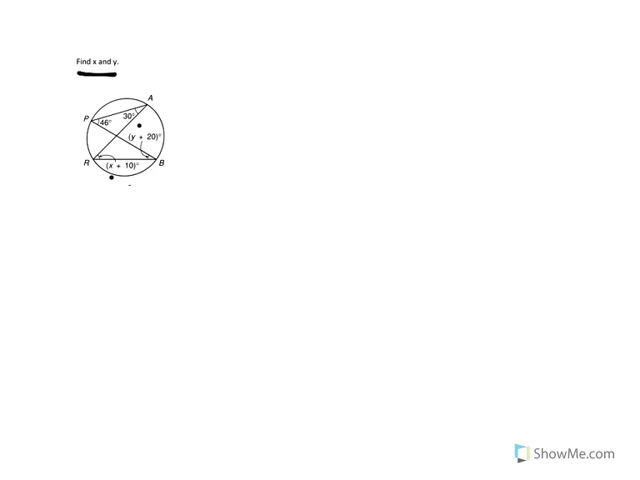 Find x and y.
A
30°
P
46°
(y + 20)°
R
B
(x + 10)°
ShowMe.com